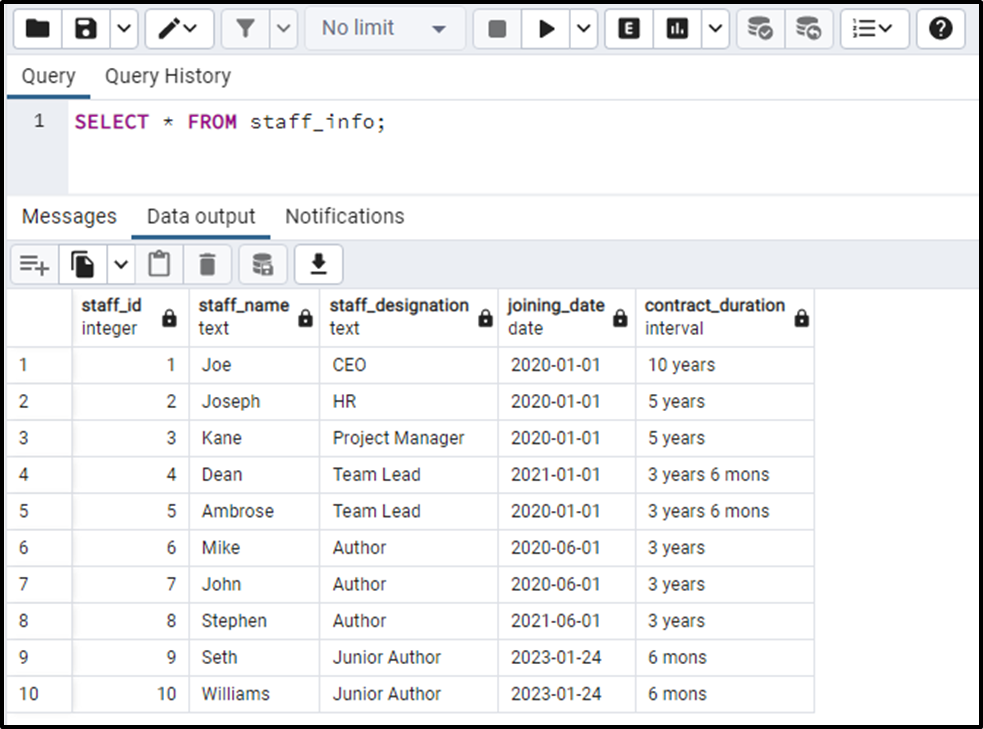 No limit
E
Query Query History
1 SELECT * FROM staff_info;
Messages Data output Notifications
staff_id staff_name staff_designation joining_date contract_duration
integer text text date interval
1 1 Joe CEO 2020-01-01 10 years
2 2 Joseph HR 2020-01-01 5 years
3 3 Kane Project Manager 2020-01-01 5 years
4 4 Dean Team Lead 2021-01-01 3 years 6 mons
5 5 Ambrose Team Lead 2020-01-01 3 years 6 mons
6 6 Mike Author 2020-06-01 3 years
7 7 John Author 2020-06-01 3 years
8 8 Stephen Author 2021-06-01 3 years
9 9 Seth Junior Author 2023-01-24 6 mons
10 10 Williams Junior Author 2023-01-24 6 mons